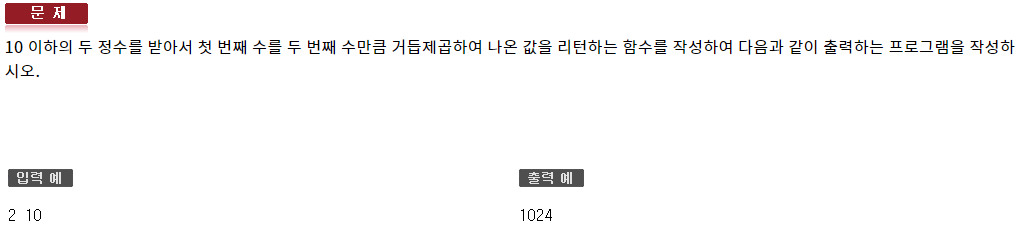 문 제
10 이하의 두 정수를 받아서 첫 번째 수를 두 번째 수만큼 거듭제곱하여 나온 값을 리턴하는 함수를 작성하여 다음과 같이 출력하는 프로그램을 작성하
시오.
입력 예
출력 예
2 10
1024